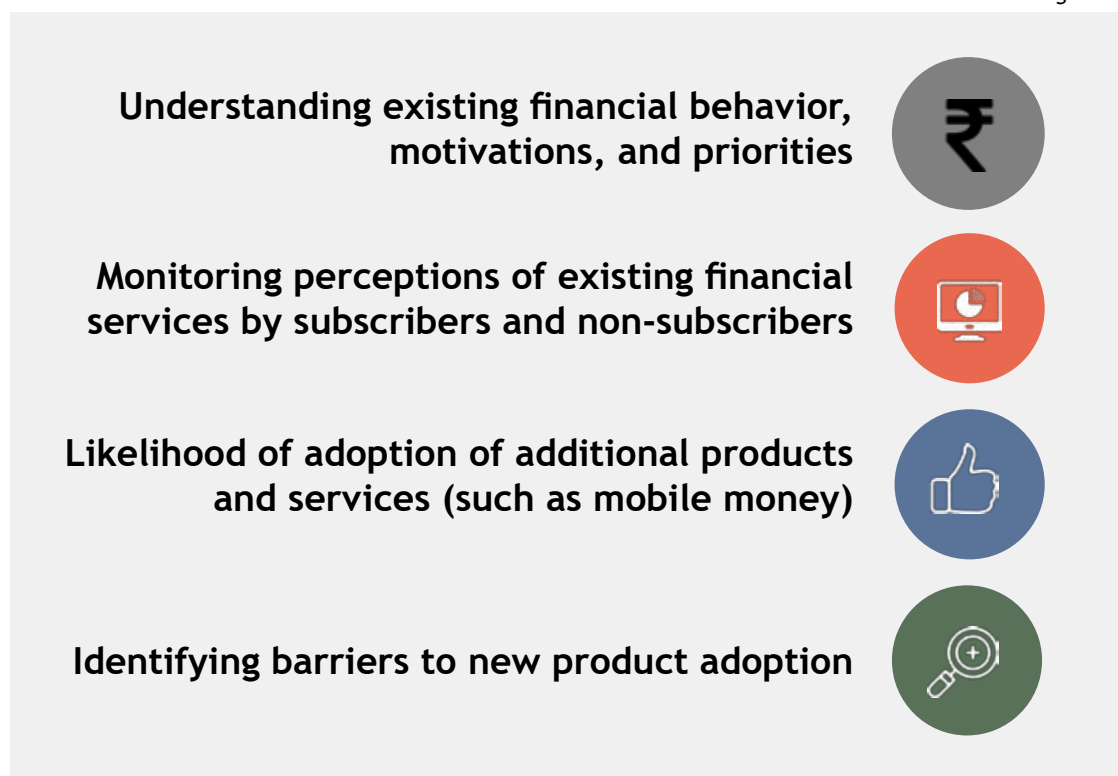 Understanding existing financial behavior,
motivations, and priorities
₹
Monitoring perceptions of existing financial
services by subscribers and non-subscribers
Likelihood of adoption of additional products
and services (such as mobile money)
Identifying barriers to new product adoption